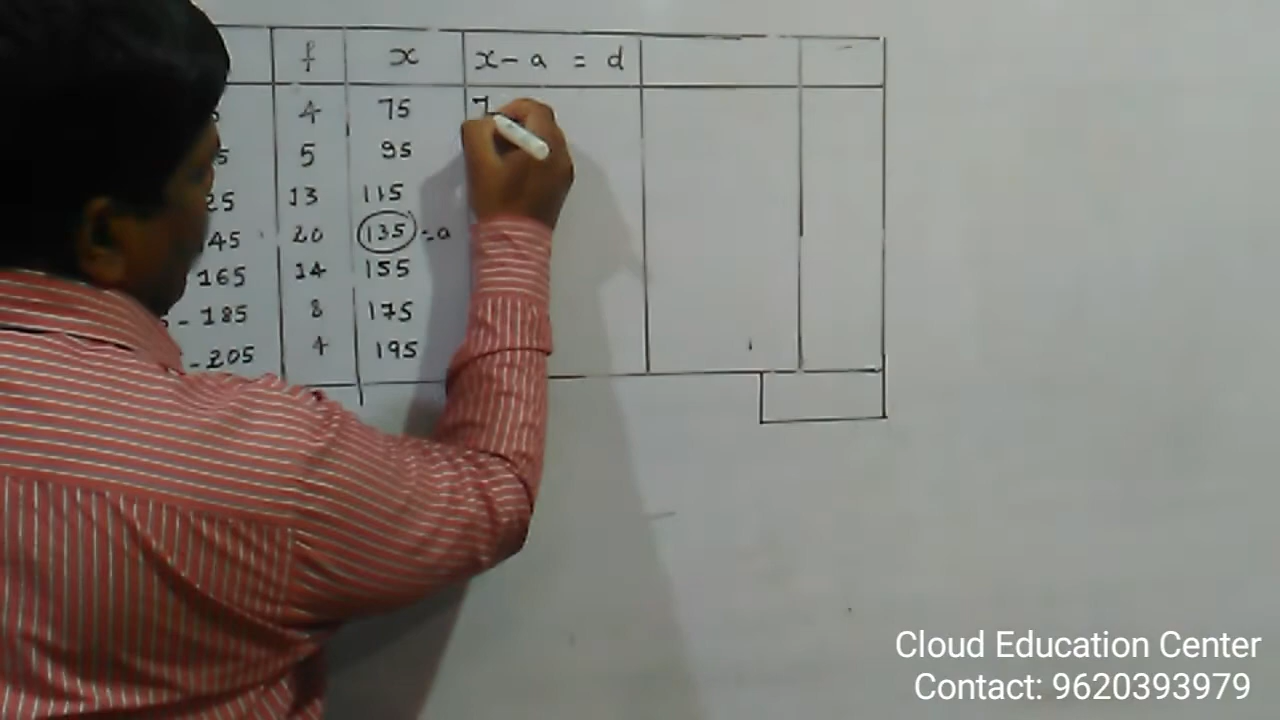 f x x - a = d
4 75 7
5 95
25 13 115
145 20 135 = a
165 14 155
- 185 8 175
- 205 4 195
Cloud Education Center
Contact: 9620393979